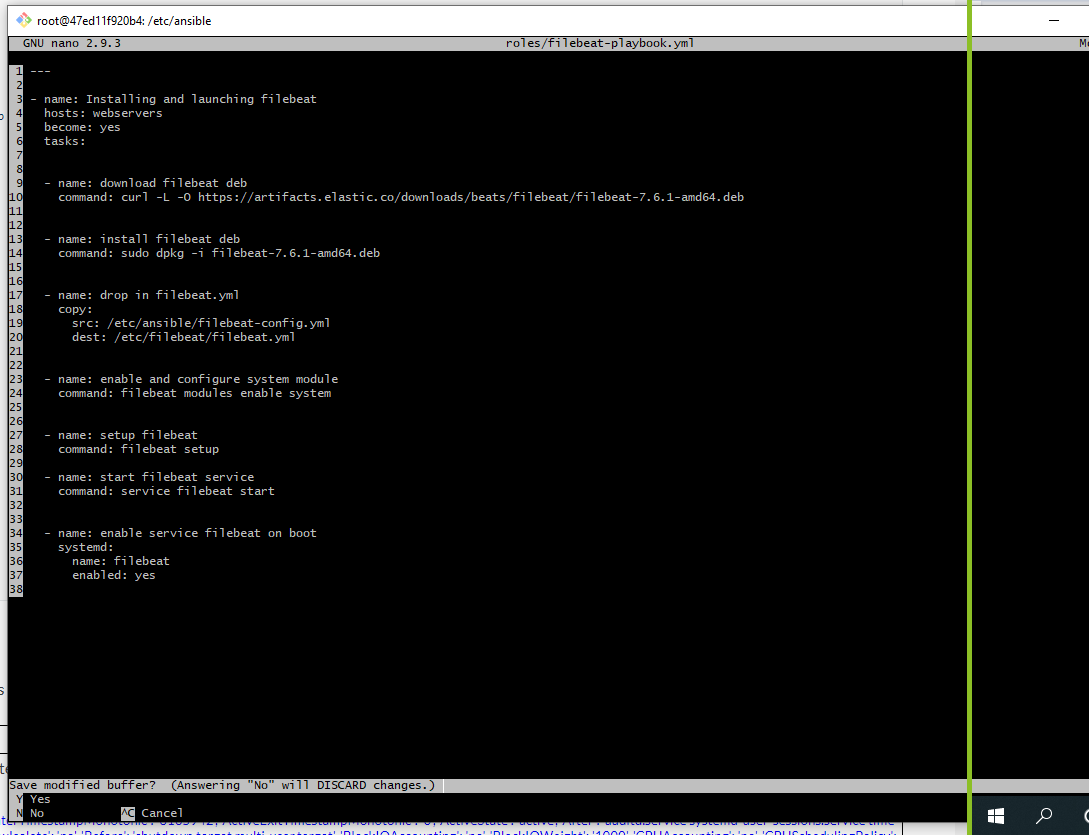 root@47ed11f920b4: /etc/ansible
GNU nano 2.9.3 roles/filebeat-playbook.yml
1 ---
2
3 - name: Installing and launching filebeat
4 hosts: webservers
5 become: yes
6 tasks:
7
8
9 - name: download filebeat deb
10 command: curl -L -O https://artifacts.elastic.co/downloads/beats/filebeat/filebeat-7.6.1-amd64.deb
11
12
13 - name: install filebeat deb
14 command: sudo dpkg -i filebeat-7.6.1-amd64.deb
15
16
17 - name: drop in filebeat.yml
18 copy:
19 src: /etc/ansible/filebeat-config.yml
20 dest: /etc/filebeat/filebeat.yml
21
22
23 - name: enable and configure system module
24 command: filebeat modules enable system
25
26
27 - name: setup filebeat
28 command: filebeat setup
29
30 - name: start filebeat service
31 command: service filebeat start
32
33
34 - name: enable service filebeat on boot
35 systemd:
36 name: filebeat
37 enabled: yes
38
Save modified buffer? (Answering "No" will DISCARD changes.)
Y Yes
N No ^C Cancel